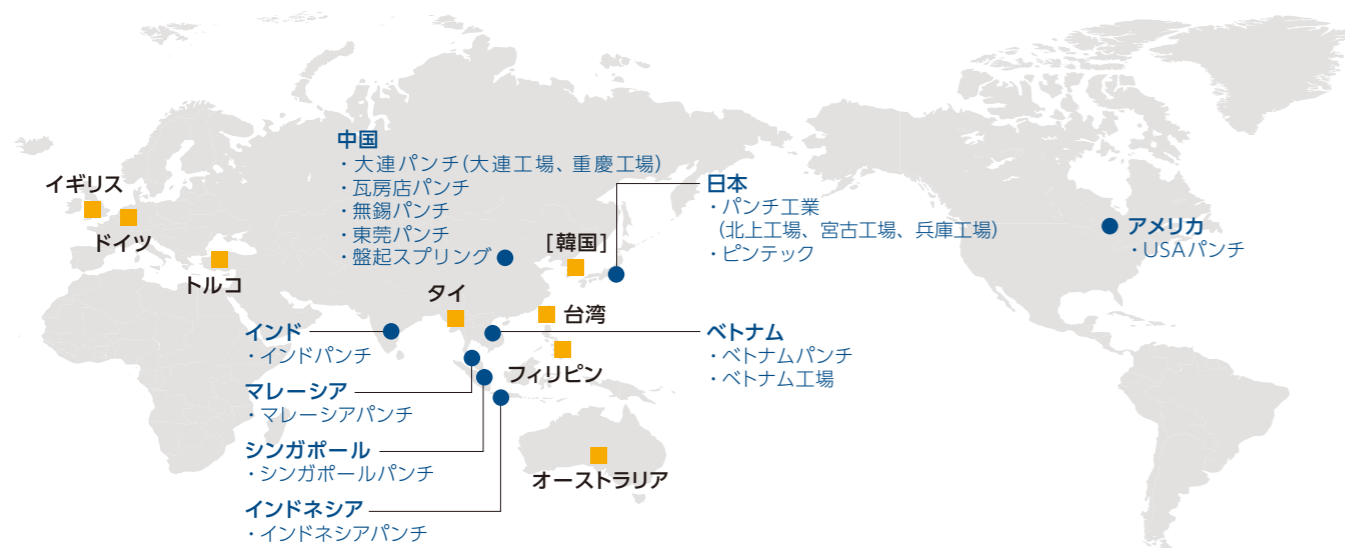 中国
・大連パンチ(大連工場、重慶工場)
・瓦房店パンチ
・無錫パンチ
・東莞パンチ
・盤起スプリング
イギリス
ドイツ
トルコ
[韓国]
日本
・パンチ工業
(北上工場、宮古工場、兵庫工場)
・ピンテック
アメリカ
・USAパンチ
タイ
台湾
フィリピン
インド
・インドパンチ
ベトナム
・ベトナムパンチ
・ベトナム工場
マレーシア
・マレーシアパンチ
シンガポール
・シンガポールパンチ
オーストラリア
インドネシア
・インドネシアパンチ